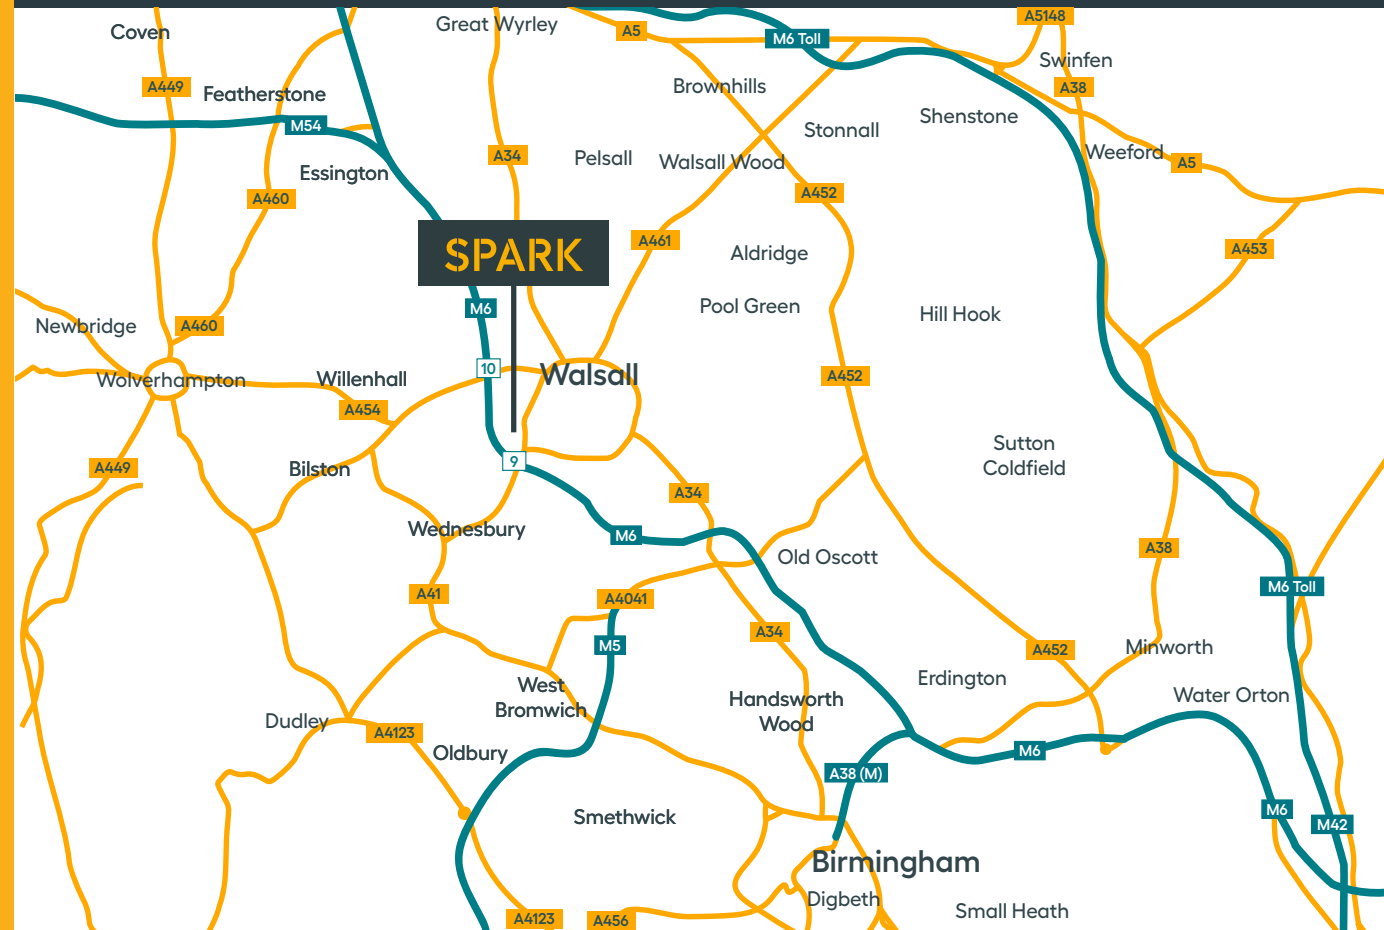 Great Wyrley
A5148
Coven
A5
M6 Toll
Swinfen
A449
Featherstone
Brownhills
A38
M54
Stonnall
Shenstone
A34
Pelsall
Walsall Wood
Weeford
A5
Essington
A460
A452
A461
SPARK
Aldridge
A453
M6
Pool Green
Hill Hook
Newbridge
A460
10
Walsall
Wolverhampton
Willenhall
A452
A454
Sutton
Coldfield
9
A449
Bilston
A34
Wednesbury
M6
Old Oscott
A38
M6 Toll
A41
A4041
A34
M5
A452
Minworth
West
Bromwich
Handsworth
Wood
Erdington
Water Orton
Dudley
A4123
Oldbury
M6
A38 (M)
Smethwick
M6
M42
Birmingham
Digbeth
Small Heath
A4123
A456